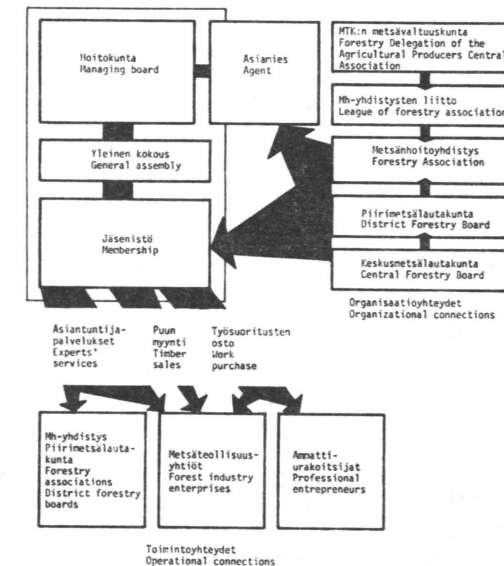 Hoitokunta
Managing board
Asiamies
Agent
MTK:n metsävaltuuskunta
Forestry Delegation of the
Agricultural Producers Central
Association
Mh-yhdistysten liitto
League of forestry association
Yleinen kokous
General assembly
Metsänhoitoyhdistys
Forestry Association
Jäsenistö
Membership
Piirimetsälautakunta
District Forestry Board
Keskusmetsälautakunta
Central Forestry Board
Organisaatioyhteydet
Organizational connections
Asiantuntija-
palvelukset
Experts'
services
Puun
myynti
Timber
sales
Työsuoritusten
osto
Work
purchase
Mh-yhdistys
Piirimetsälauta-
kunta
Forestry
associations
District forestry
boards
Metsäteollisuus-
yhtiöt
Forest industry
enterprises
Ammatti-
urakoitsijat
Professional
entrepreneurs
Toimintoyhteydet
Operational connections